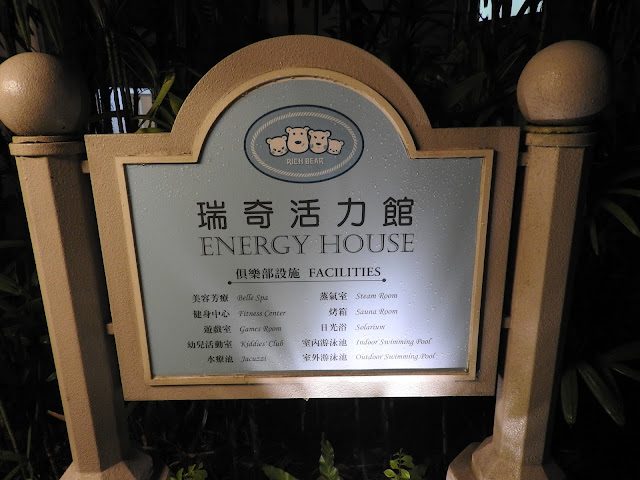 RICH BEAR
瑞奇活力館
ENERGY HOUSE
俱樂部設施 FACILITIES
美容芳療 Belle Spa
健身中心 Fitness Center
遊戲室 Games Room
幼兒活動室 Kiddies' Club
水療池 Jacuzzi
蒸氣室 Steam Room
烤箱 Sauna Room
日光浴 Solarium
室內游泳池 Indoor Swimming Pool
室外游泳池 Outdoor Swimming Pool